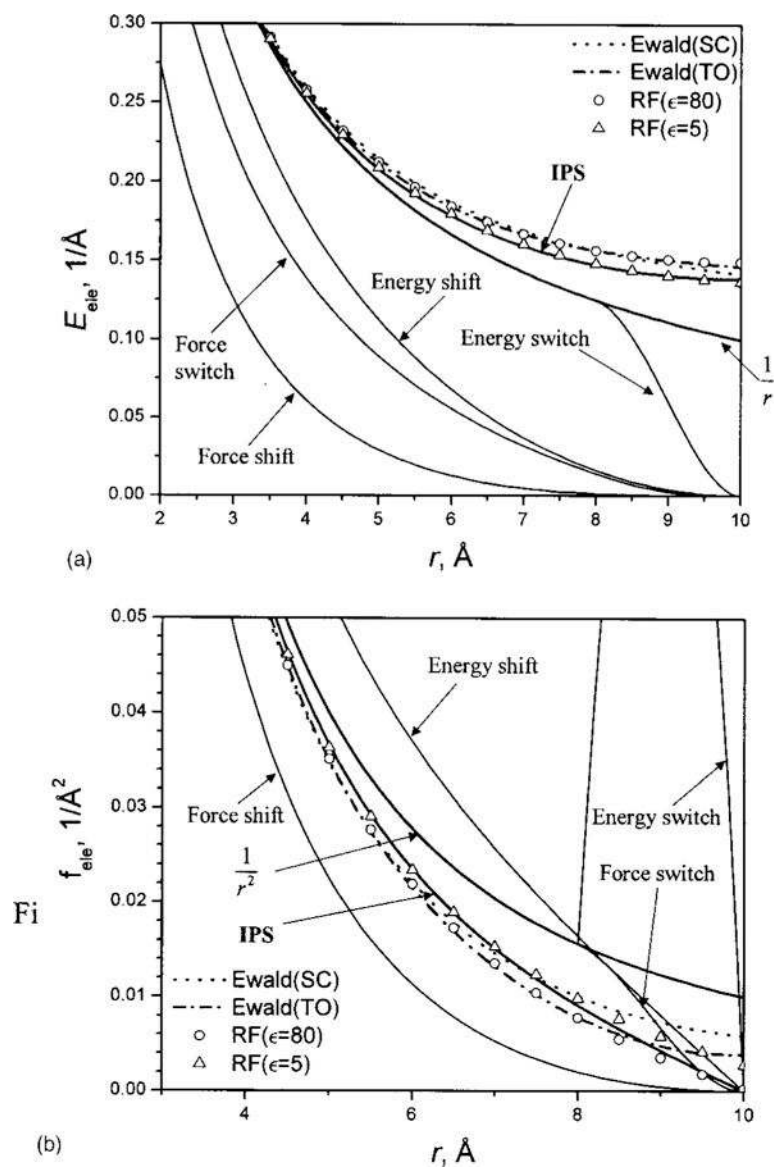 0.30
0.25
0.20
0.15
0.10
0.05
0.00
E_ele, 1/Å
Ewald(SC)
Ewald(TO)
RF(ϵ=80)
RF(ϵ=5)
IPS
Energy shift
Energy switch
Force
switch
Force shift
1/r
2 3 4 5 6 7 8 9 10
(a)
r, Å
0.05
0.04
0.03
0.02
0.01
0.00
f_ele, 1/Å²
Energy shift
Force shift
Energy switch
1/r²
Force switch
IPS
Fi
Ewald(SC)
Ewald(TO)
RF(ϵ=80)
RF(ϵ=5)
4 6 8 10
(b)
r, Å